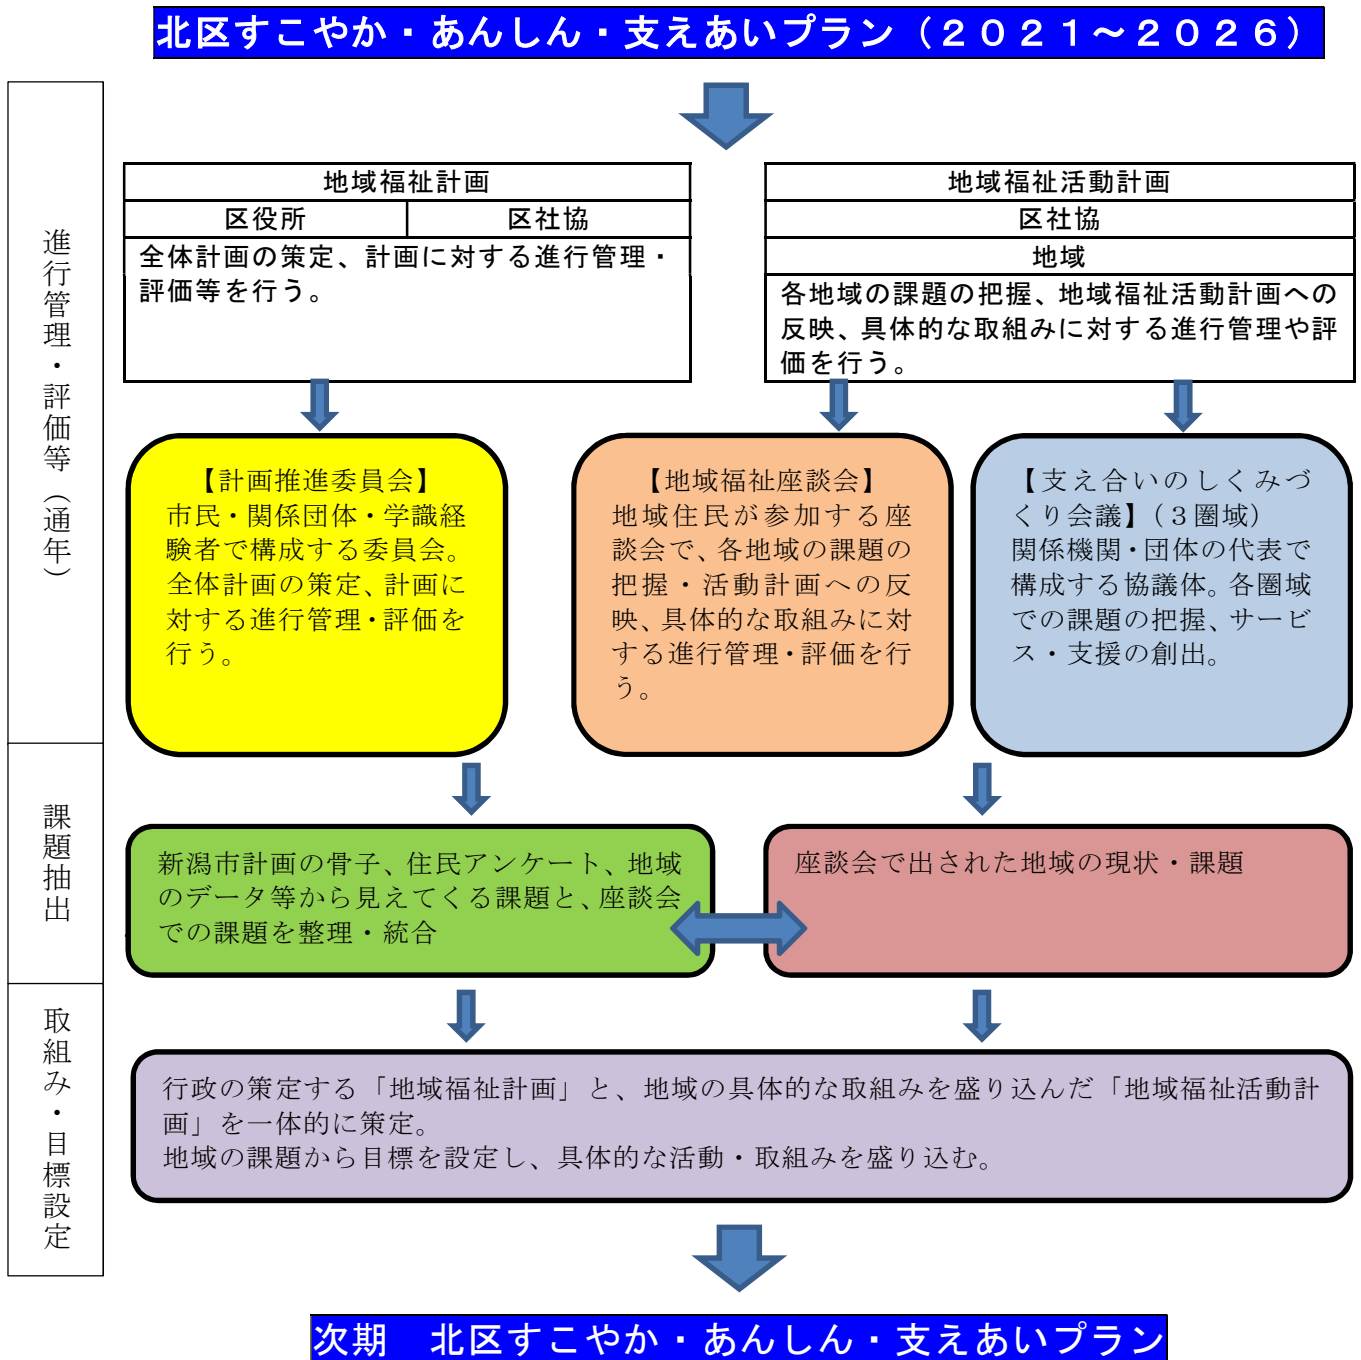 北区すこやか・あんしん・支えあいプラン（２０２１～２０２６）
進行管理・評価等（通年）
地域福祉計画
区役所
区社協
全体計画の策定、計画に対する進行管理・
評価等を行う。
地域福祉活動計画
区社協
地域
各地域の課題の把握、地域福祉活動計画への
反映、具体的な取組みに対する進行管理や評
価を行う。
【計画推進委員会】
市民・関係団体・学識経
験者で構成する委員会。
全体計画の策定、計画に
対する進行管理・評価を
行う。
【地域福祉座談会】
地域住民が参加する座
談会で、各地域の課題の
把握・活動計画への反
映、具体的な取組みに対
する進行管理・評価を行
う。
【支え合いのしくみづ
くり会議】（３圏域）
関係機関・団体の代表で
構成する協議体。各圏域
での課題の把握、サービ
ス・支援の創出。
課題抽出
新潟市計画の骨子、住民アンケート、地域
のデータ等から見えてくる課題と、座談会
での課題を整理・統合
座談会で出された地域の現状・課題
取組み・目標設定
行政の策定する「地域福祉計画」と、地域の具体的な取組みを盛り込んだ「地域福祉活動計
画」を一体的に策定。
地域の課題から目標を設定し、具体的な活動・取組みを盛り込む。
次期　北区すこやか・あんしん・支えあいプラン